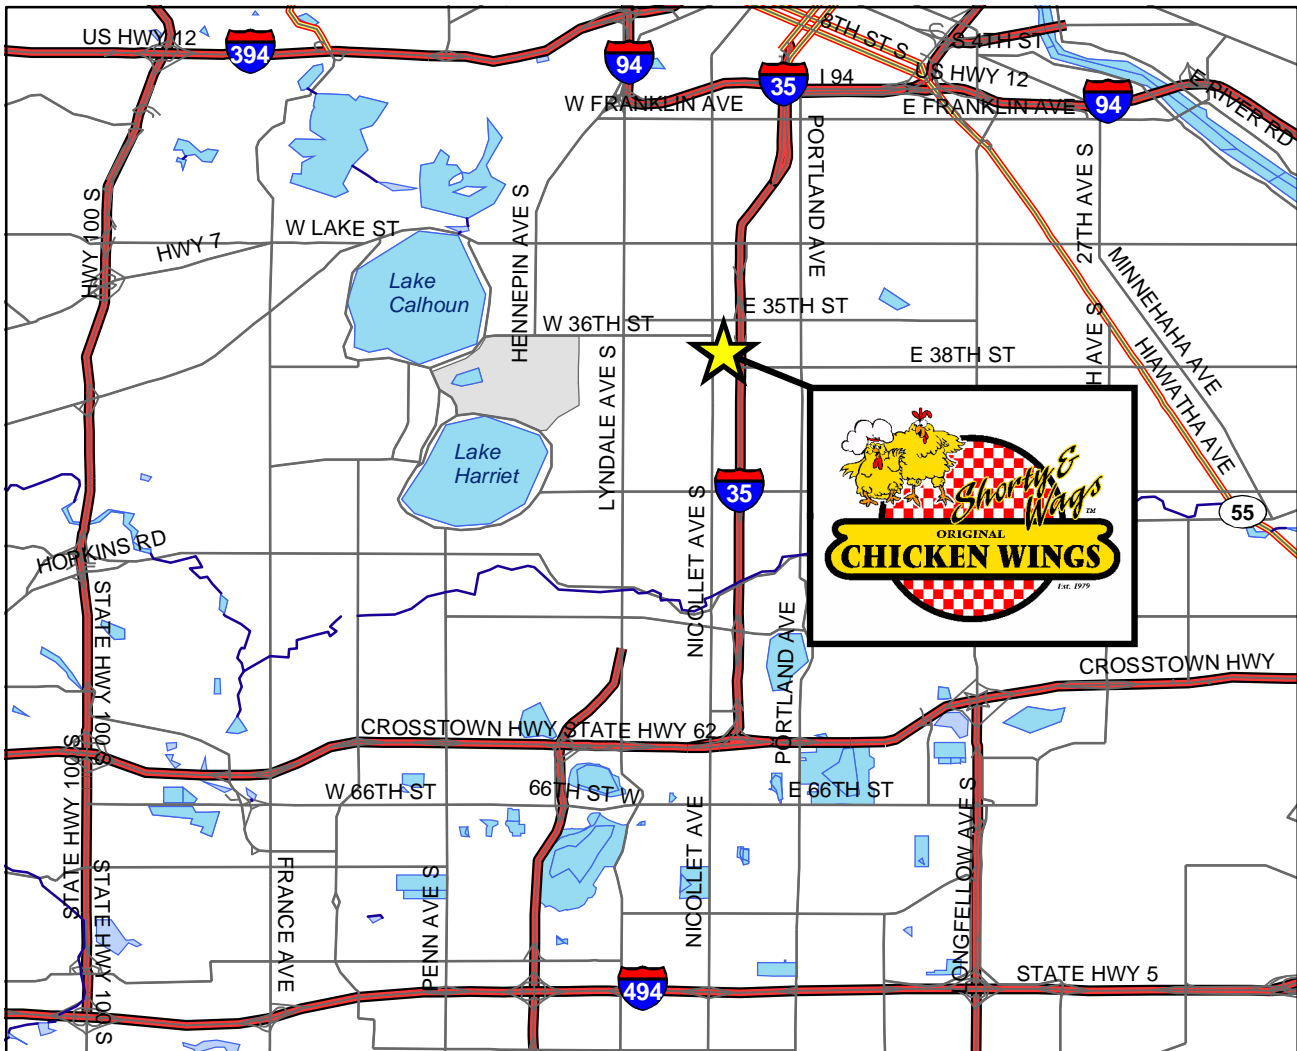 US HWY 12
394
94
8TH ST S
S 4TH ST
35
I 94
US HWY 12
W FRANKLIN AVE
E FRANKLIN AVE
94
E RIVER RD
PORTLAND AVE
27TH AVE S
HWY 100 S
HWY 7
W LAKE ST
HENNEPIN AVE S
Lake
Calhoun
MINNEHAHA AVE
E 35TH ST
W 36TH ST
E 38TH ST
H AVE S
HIAWATHA AVE
LYNDALE AVE S
Lake
Harriet
35
NICOLLET AVE S
55
Shorty &
Wags
TM
ORIGINAL
CHICKEN WINGS
Est. 1979
HOPKINS RD
STATE HWY 100 S
PORTLAND AVE
CROSSTOWN HWY
CROSSTOWN HWY
STATE HWY 62
STATE HWY 100 S
W 66TH ST
66TH ST W
E 66TH ST
NICOLLET AVE
LONGFELLOW AVE S
FRANCE AVE
PENN AVE S
STATE HWY 100 S
494
STATE HWY 5